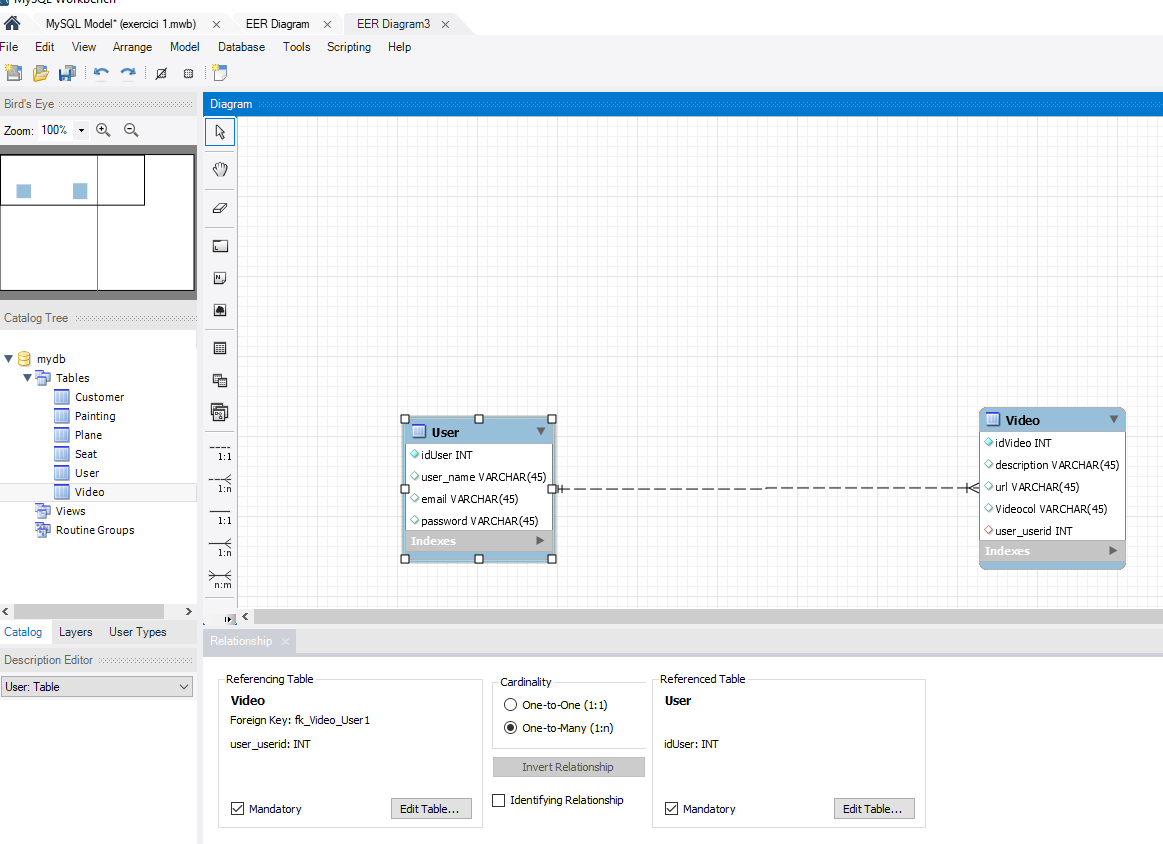 MySQL Workbench
MySQL Model* (exercici 1.mwb)
EER Diagram
EER Diagram3
File Edit View Arrange Model Database Tools Scripting Help
Bird's Eye
Zoom: 100%
Catalog Tree
mydb
Tables
Customer
Painting
Plane
Seat
User
Video
Views
Routine Groups
Catalog Layers User Types
Description Editor
User: Table
Diagram
1:1
1:n
1:1
1:n
n:m
User
idUser INT
user_name VARCHAR(45)
email VARCHAR(45)
password VARCHAR(45)
Indexes
Video
idVideo INT
description VARCHAR(45)
url VARCHAR(45)
Videocol VARCHAR(45)
user_userid INT
Indexes
Relationship
Referencing Table
Video
Foreign Key: fk_Video_User1
user_userid: INT
Mandatory
Edit Table...
Cardinality
One-to-One (1:1)
One-to-Many (1:n)
Invert Relationship
Identifying Relationship
Referenced Table
User
idUser: INT
Mandatory
Edit Table...